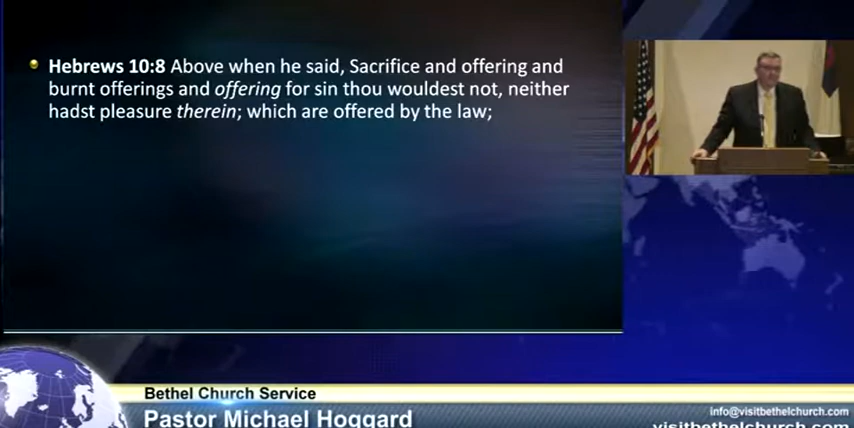 Hebrews 10:8 Above when he said, Sacrifice and offering and
burnt offerings and offering for sin thou wouldest not, neither
hadst pleasure therein; which are offered by the law;
Bethel Church Service
Pastor Michael Hoggard
info@visitbethelchurch.com
visitbethelchurch.com